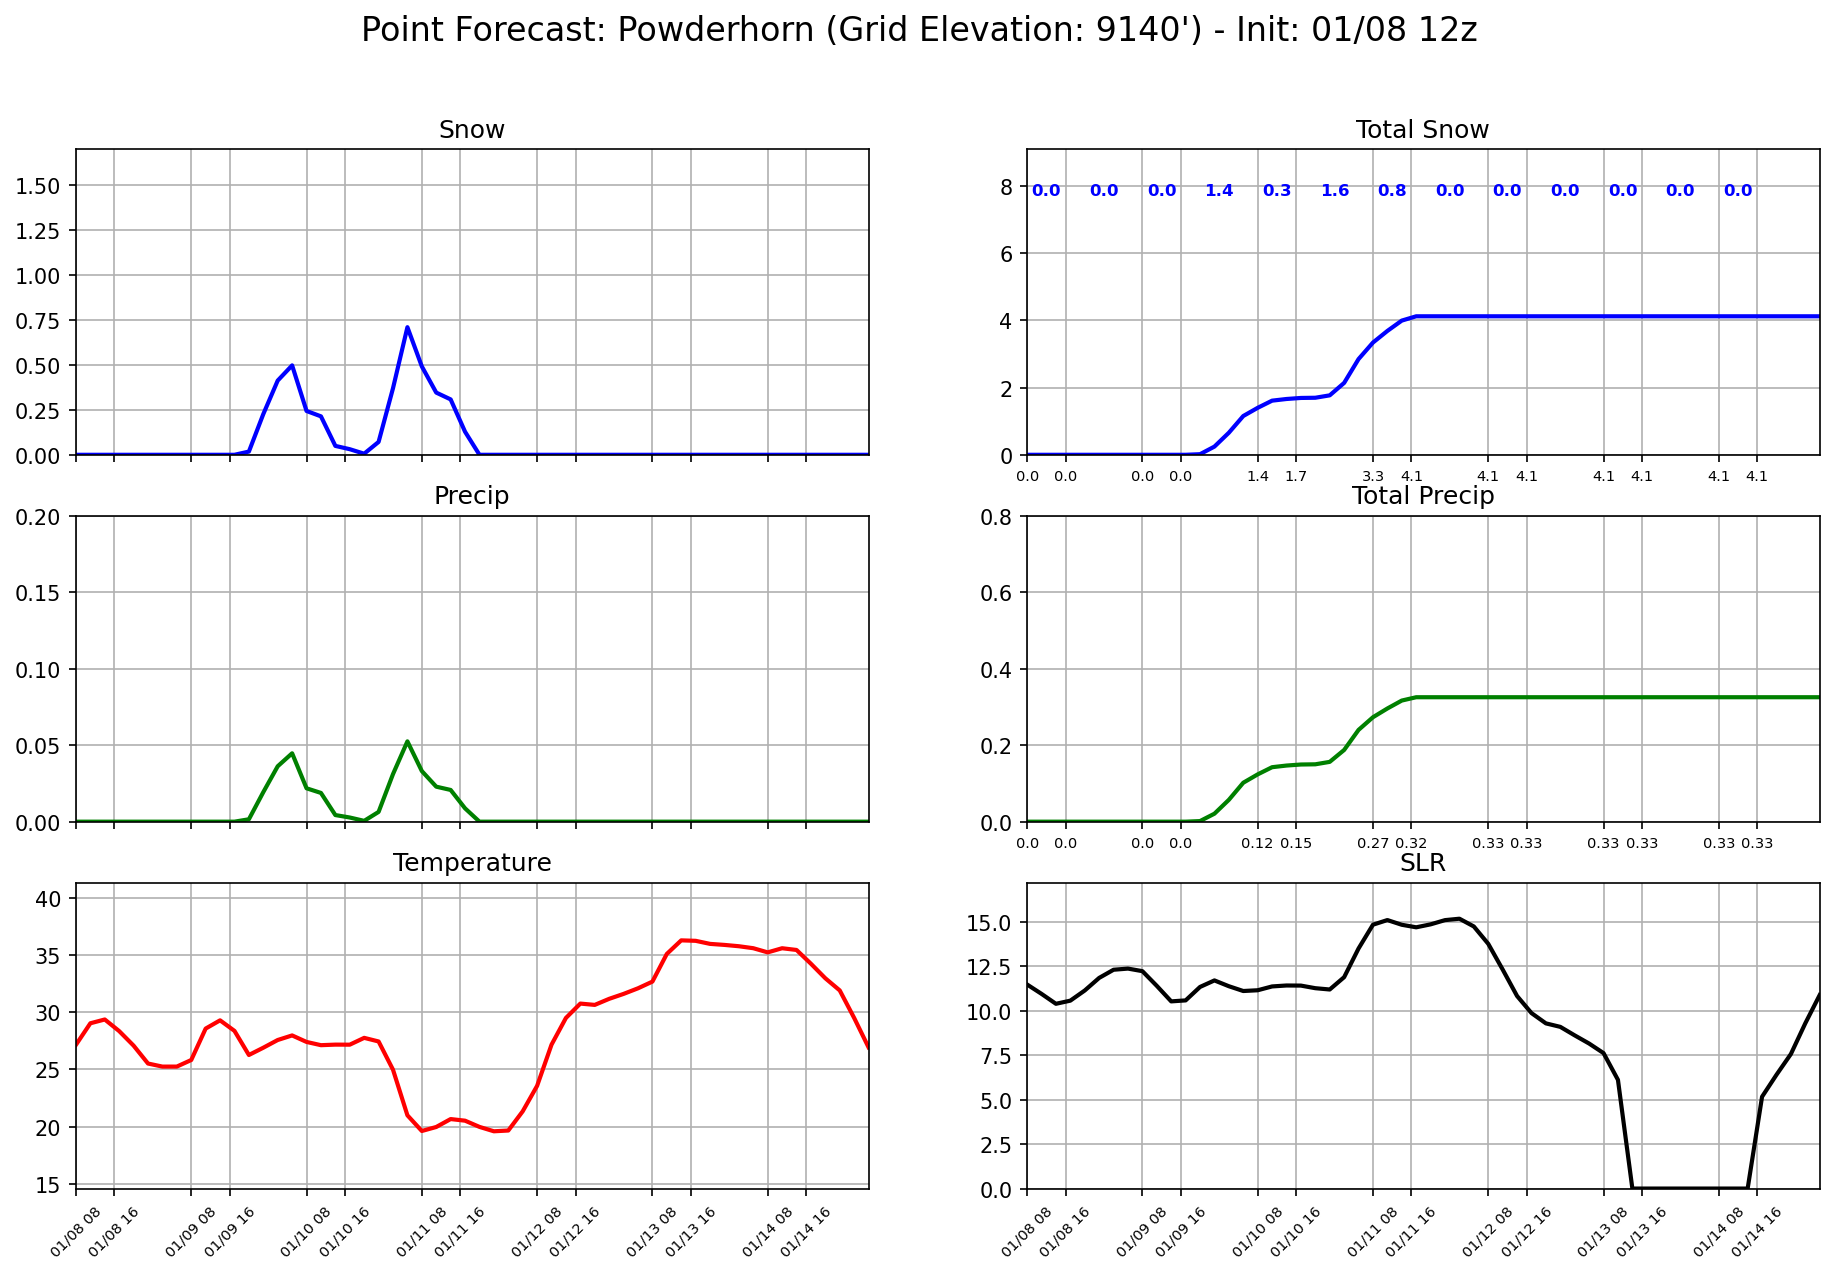 Point Forecast: Powderhorn (Grid Elevation: 9140') - Init: 01/08 12z
Snow
1.50
1.25
1.00
0.75
0.50
0.25
0.00
Total Snow
8
6
4
2
0
0.0 0.0 0.0 1.4 0.3 1.6 0.8 0.0 0.0 0.0 0.0 0.0 0.0
0.0 0.0 0.0 0.0 1.4 1.7 3.3 4.1 4.1 4.1 4.1 4.1 4.1 4.1
Precip
0.20
0.15
0.10
0.05
0.00
Total Precip
0.8
0.6
0.4
0.2
0.0
0.0 0.0 0.0 0.0 0.12 0.15 0.27 0.32 0.33 0.33 0.33 0.33 0.33 0.33
Temperature
40
35
30
25
20
15
01/08 08 01/08 16 01/09 08 01/09 16 01/10 08 01/10 16 01/11 08 01/11 16 01/12 08 01/12 16 01/13 08 01/13 16 01/14 08 01/14 16
SLR
15.0
12.5
10.0
7.5
5.0
2.5
0.0
01/08 08 01/08 16 01/09 08 01/09 16 01/10 08 01/10 16 01/11 08 01/11 16 01/12 08 01/12 16 01/13 08 01/13 16 01/14 08 01/14 16